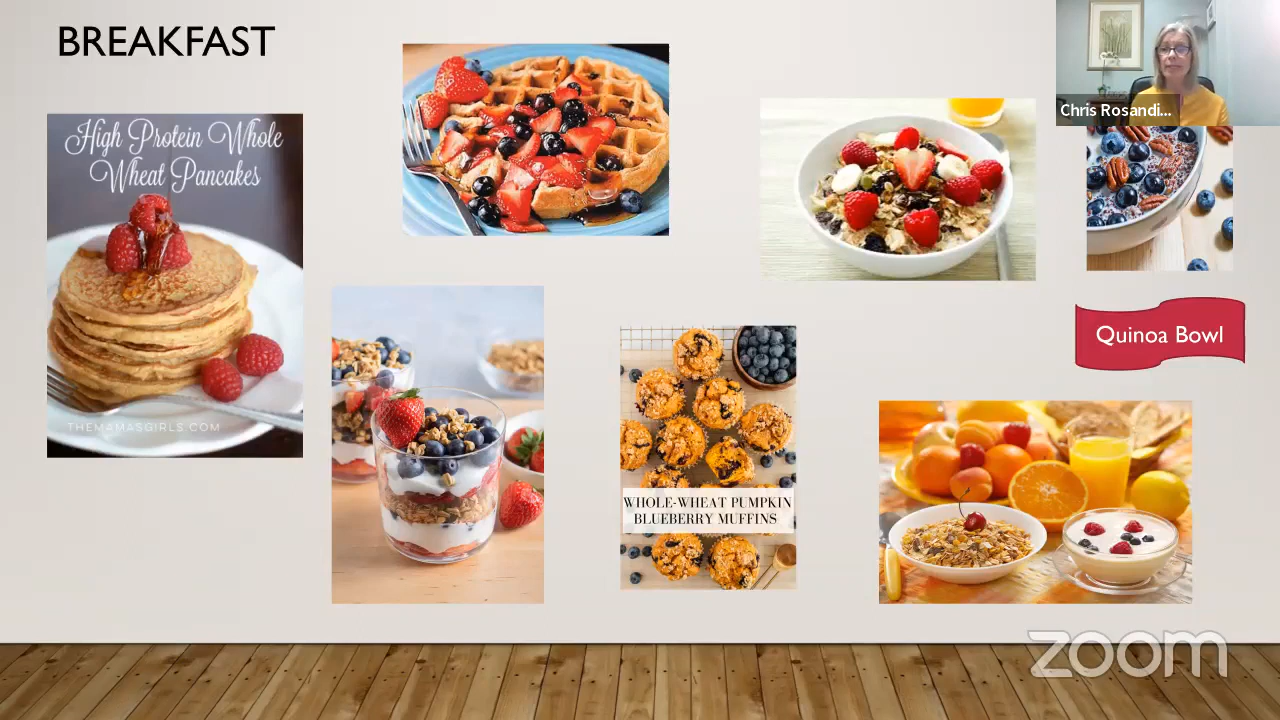 BREAKFAST
Chris Rosandi...
High Protein Whole
Wheat Pancakes
THEMAMASGIRLS.COM
Quinoa Bowl
WHOLE-WHEAT PUMPKIN
BLUEBERRY MUFFINS
zoom